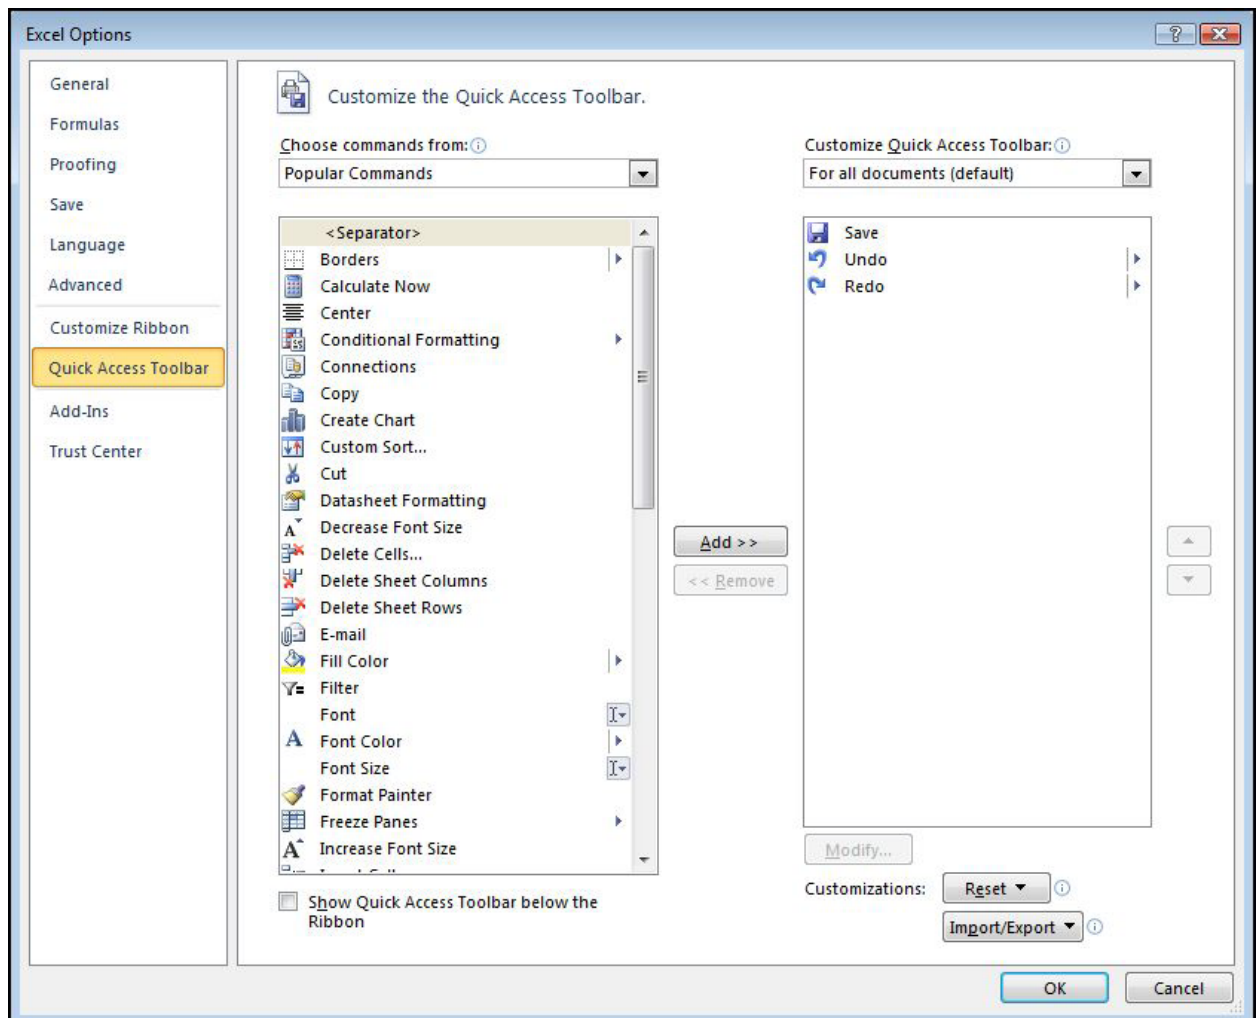 Excel Options
General
Formulas
Proofing
Save
Language
Advanced
Customize Ribbon
Quick Access Toolbar
Add-Ins
Trust Center
Customize the Quick Access Toolbar.
Choose commands from:
Popular Commands
<Separator>
Borders
Calculate Now
Center
Conditional Formatting
Connections
Copy
Create Chart
Custom Sort...
Cut
Datasheet Formatting
Decrease Font Size
Delete Cells...
Delete Sheet Columns
Delete Sheet Rows
E-mail
Fill Color
Filter
Font
Font Color
Font Size
Format Painter
Freeze Panes
Increase Font Size
Show Quick Access Toolbar below the
Ribbon
Add >>
<< Remove
Customize Quick Access Toolbar:
For all documents (default)
Save
Undo
Redo
Modify...
Customizations:
Reset
Import/Export
OK
Cancel